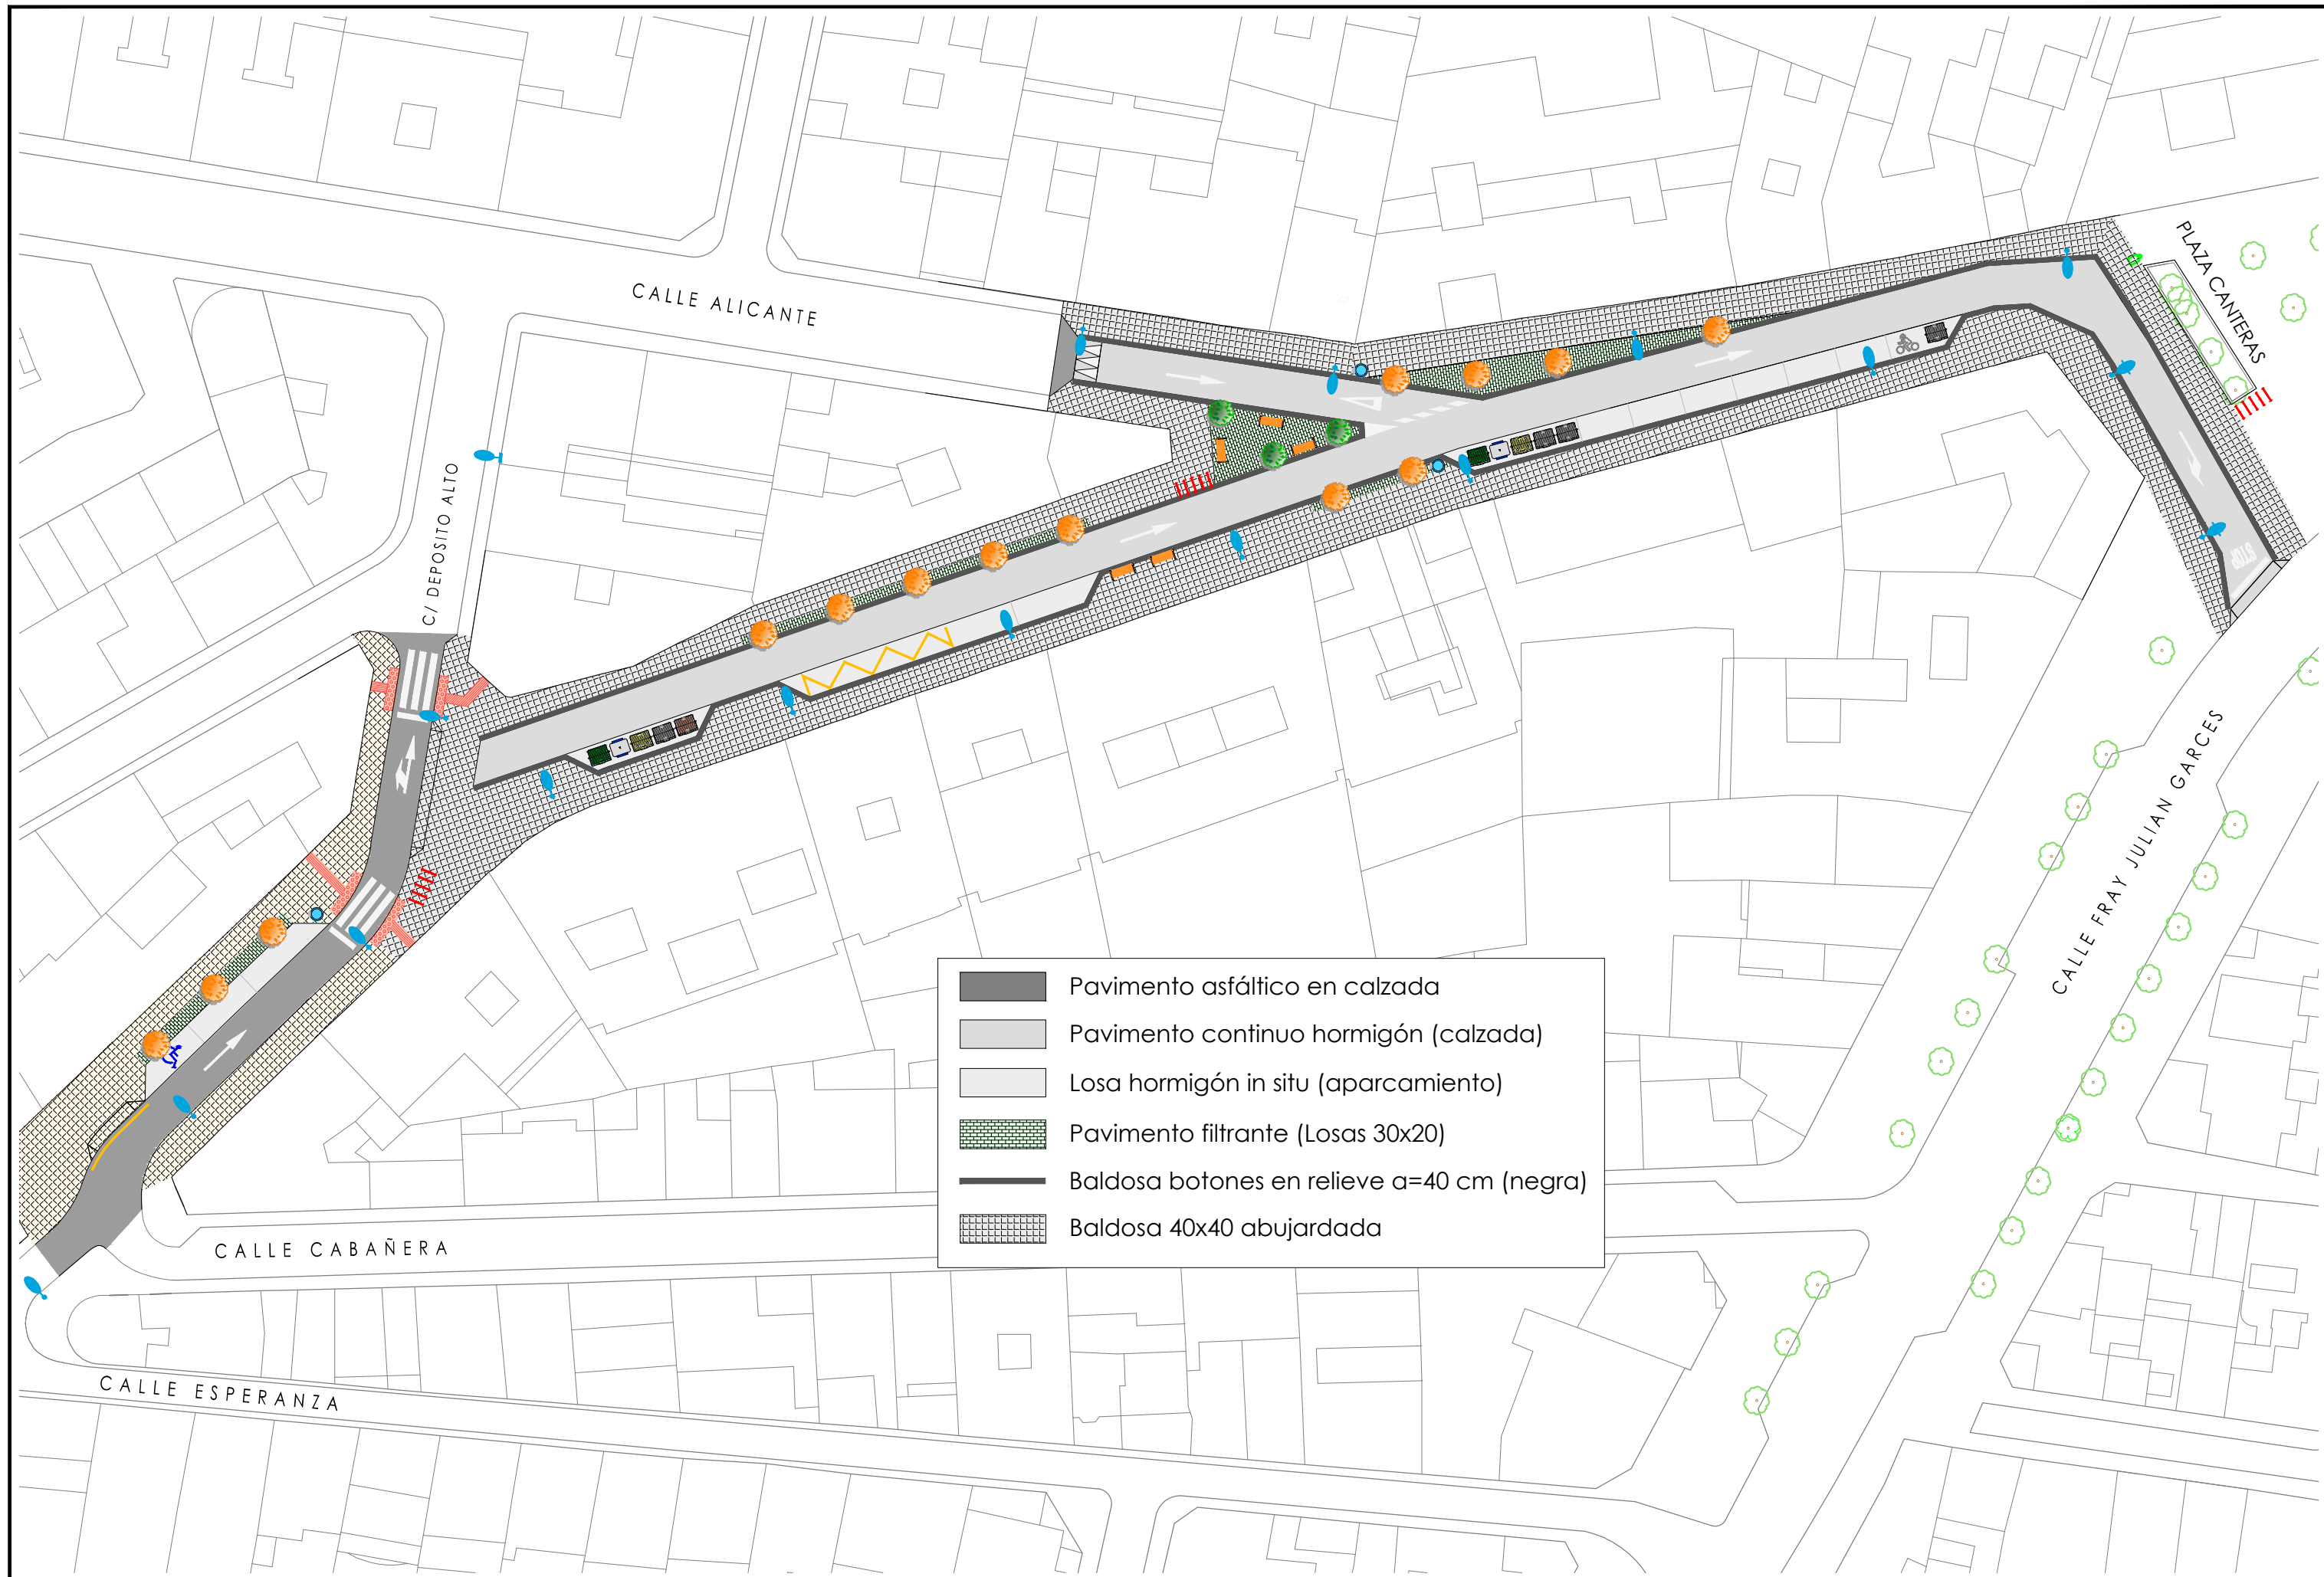 PLAZA CANTERAS
CALLE ALICANTE
C/ DEPOSITO ALTO
STOP
CALLE FRAY JULIAN GARCES
Pavimento asfáltico en calzada
Pavimento continuo hormigón (calzada)
Losa hormigón in situ (aparcamiento)
Pavimento filtrante (Losas 30x20)
Baldosa botones en relieve a=40 cm (negra)
Baldosa 40x40 abujardada
CALLE CABAÑERA
CALLE ESPERANZA